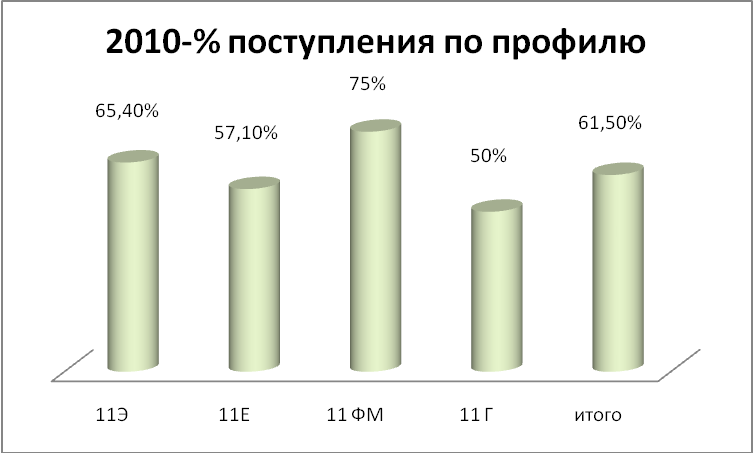 2010-% поступления по профилю
65,40%
57,10%
75%
50%
61,50%
11Э
11Е
11 ФМ
11 Г
итого